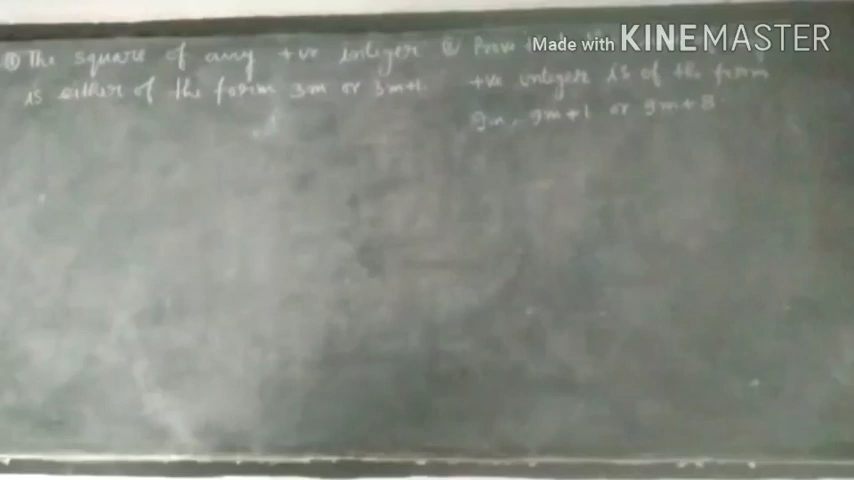 Made with KINEMASTER
① The square of any +ve integer
is either of the form 3m or 3m+1.
② Prove
+ve integer is of the form
9m, 9m+1 or 9m+8